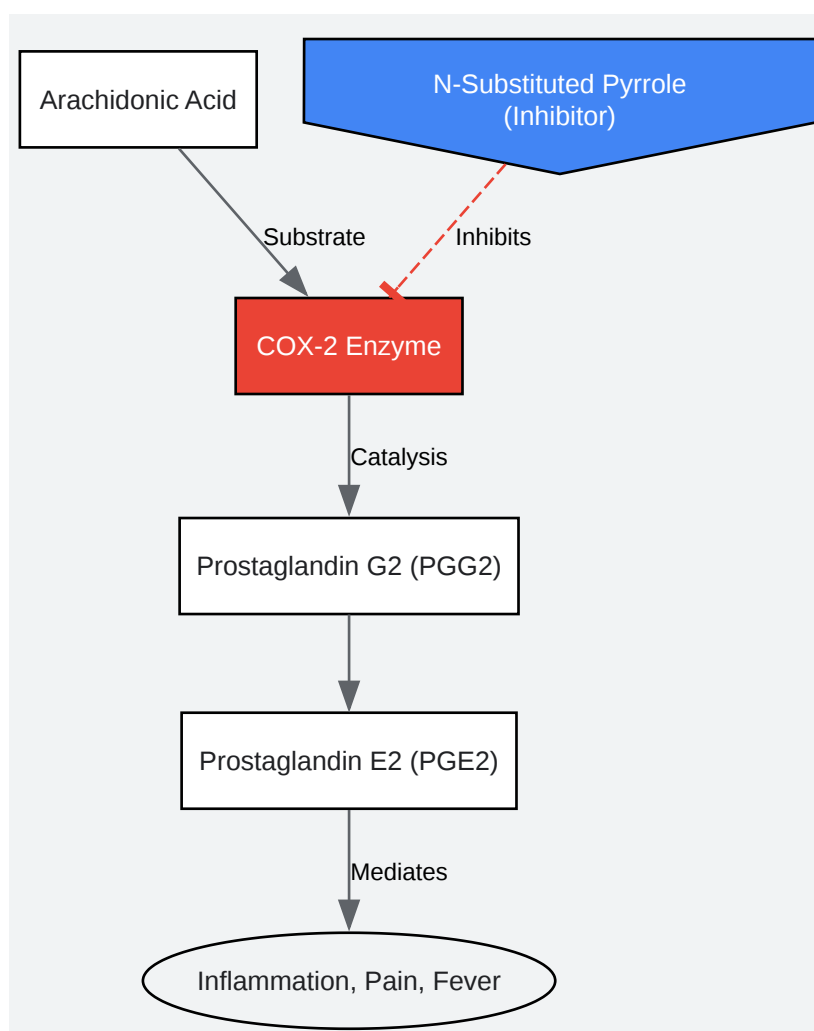 Arachidonic Acid
N-Substituted Pyrrole
(Inhibitor)
Substrate
Inhibits
COX-2 Enzyme
Catalysis
Prostaglandin G2 (PGG2)
Prostaglandin E2 (PGE2)
Mediates
Inflammation, Pain, Fever